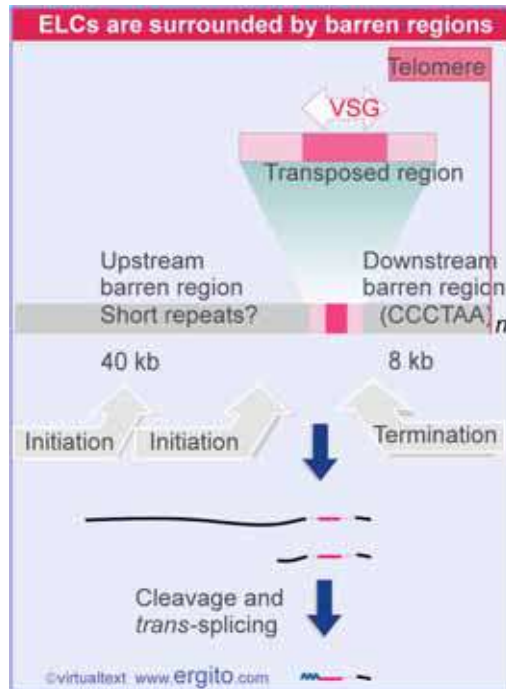 ELCs are surrounded by barren regions
Telomere
VSG
Transposed region
Upstream
barren region
Short repeats?
Downstream
barren region
(CCCTAA)n
40 kb
8 kb
Initiation
Initiation
Termination
Cleavage and
trans-splicing
©virtualtext www.ergito.com